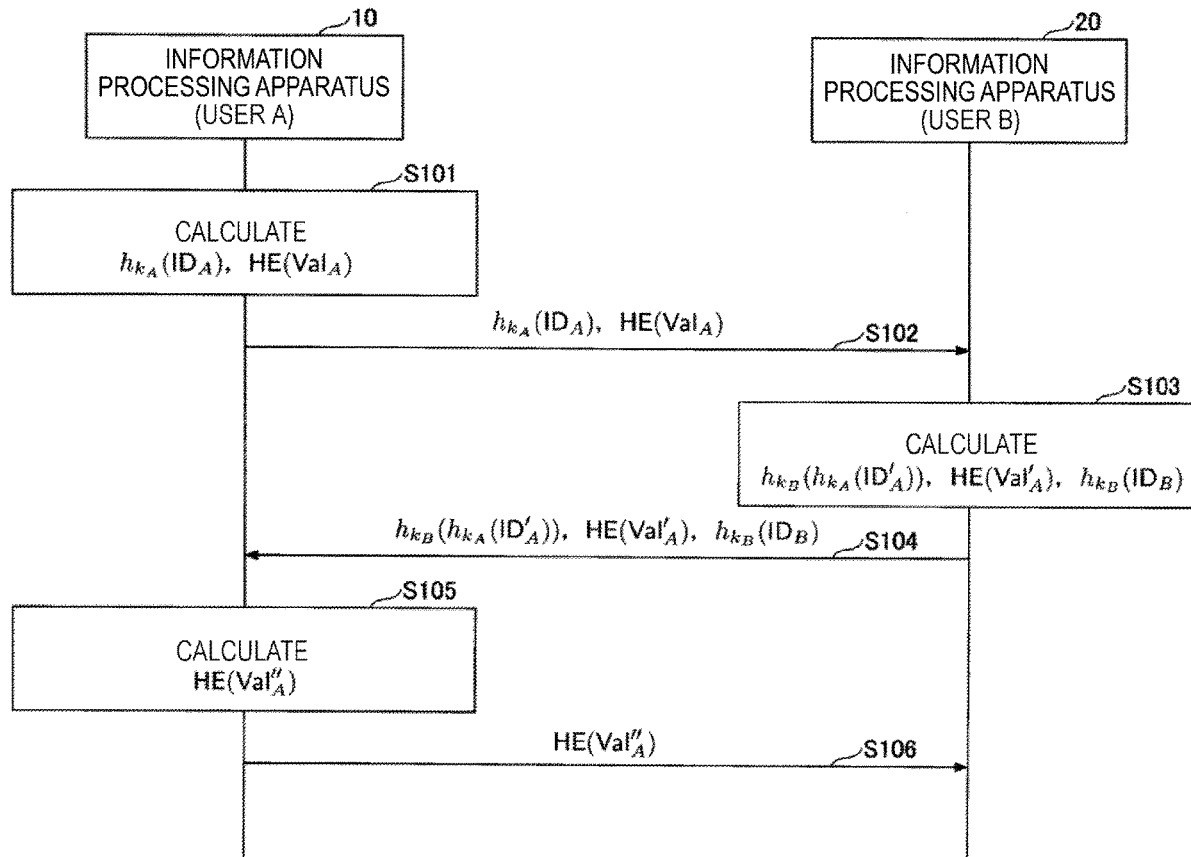 10
INFORMATION
PROCESSING APPARATUS
(USER A)
20
INFORMATION
PROCESSING APPARATUS
(USER B)
S101
CALCULATE
h_{k_A}(ID_A), HE(Val_A)
h_{k_A}(ID_A), HE(Val_A)
S102
S103
CALCULATE
h_{k_B}(h_{k_A}(ID'_A)), HE(Val'_A), h_{k_B}(ID_B)
h_{k_B}(h_{k_A}(ID'_A)), HE(Val'_A), h_{k_B}(ID_B)
S104
S105
CALCULATE
HE(Val''_A)
HE(Val''_A)
S106